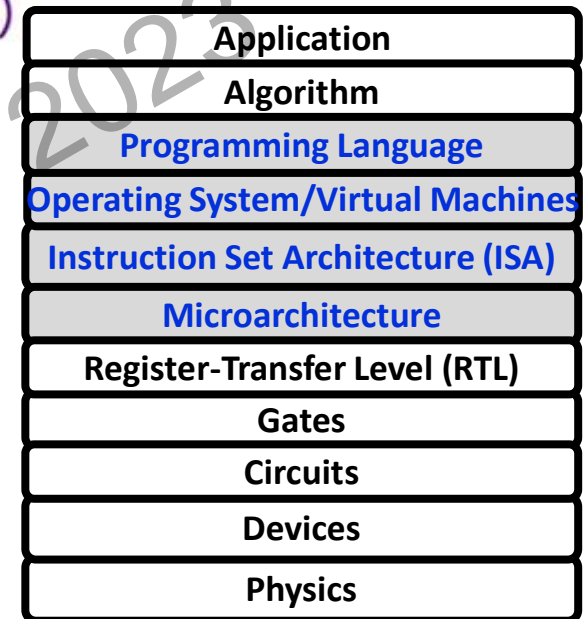 2023
Application
Algorithm
Programming Language
Operating System/Virtual Machines
Instruction Set Architecture (ISA)
Microarchitecture
Register-Transfer Level (RTL)
Gates
Circuits
Devices
Physics